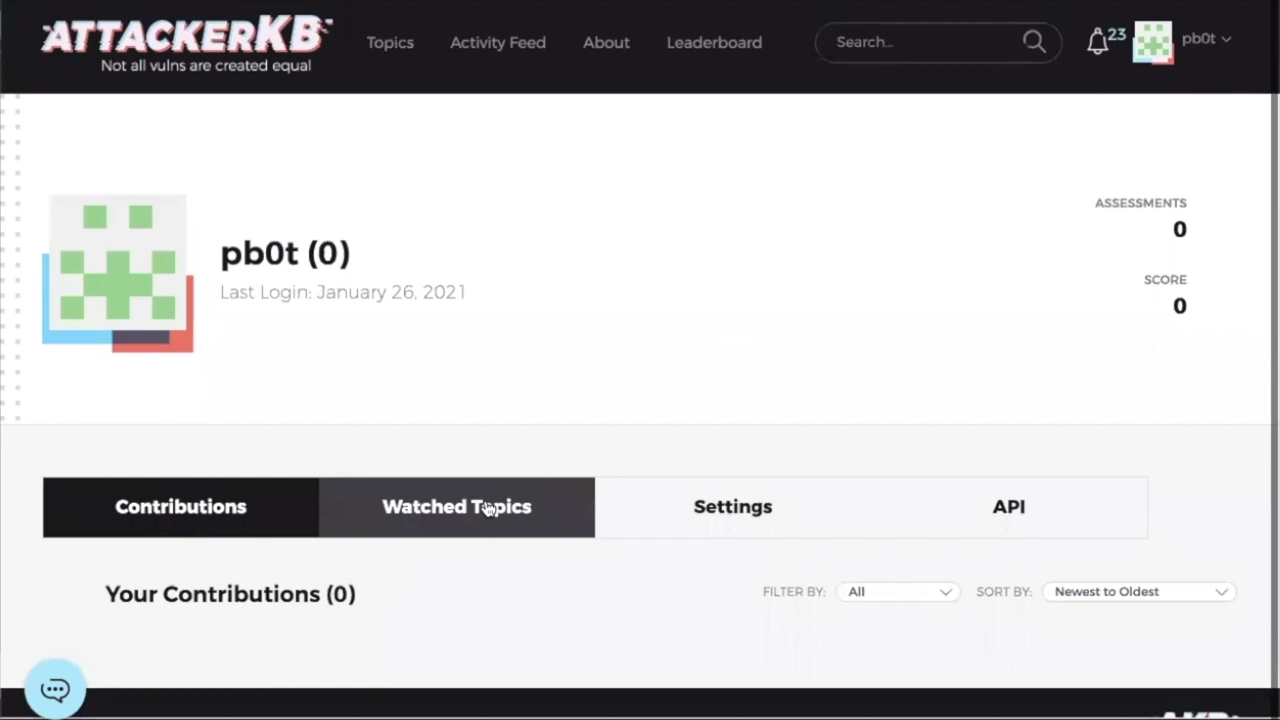 ATTACKERKB
Not all vulns are created equal
Topics
Activity Feed
About
Leaderboard
Search...
23
pb0t
pb0t (0)
Last Login: January 26, 2021
ASSESSMENTS
0
SCORE
0
Contributions
Watched Topics
Settings
API
Your Contributions (0)
FILTER BY:
All
SORT BY:
Newest to Oldest